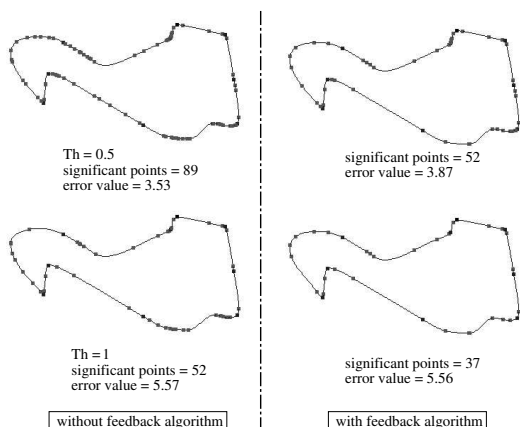 Th = 0.5
significant points = 89
error value = 3.53
significant points = 52
error value = 3.87
Th = 1
significant points = 52
error value = 5.57
significant points = 37
error value = 5.56
without feedback algorithm
with feedback algorithm